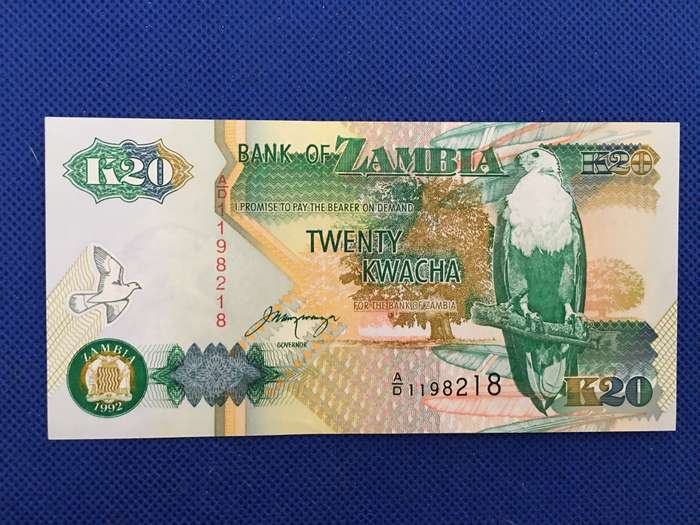 K20
BANK OF ZAMBIA
K20
I PROMISE TO PAY THE BEARER ON DEMAND
TWENTY
KWACHA
FOR THE BANK OF ZAMBIA
GOVERNOR
A/D 1198218
ZAMBIA
1992
A/D 1198218
K20